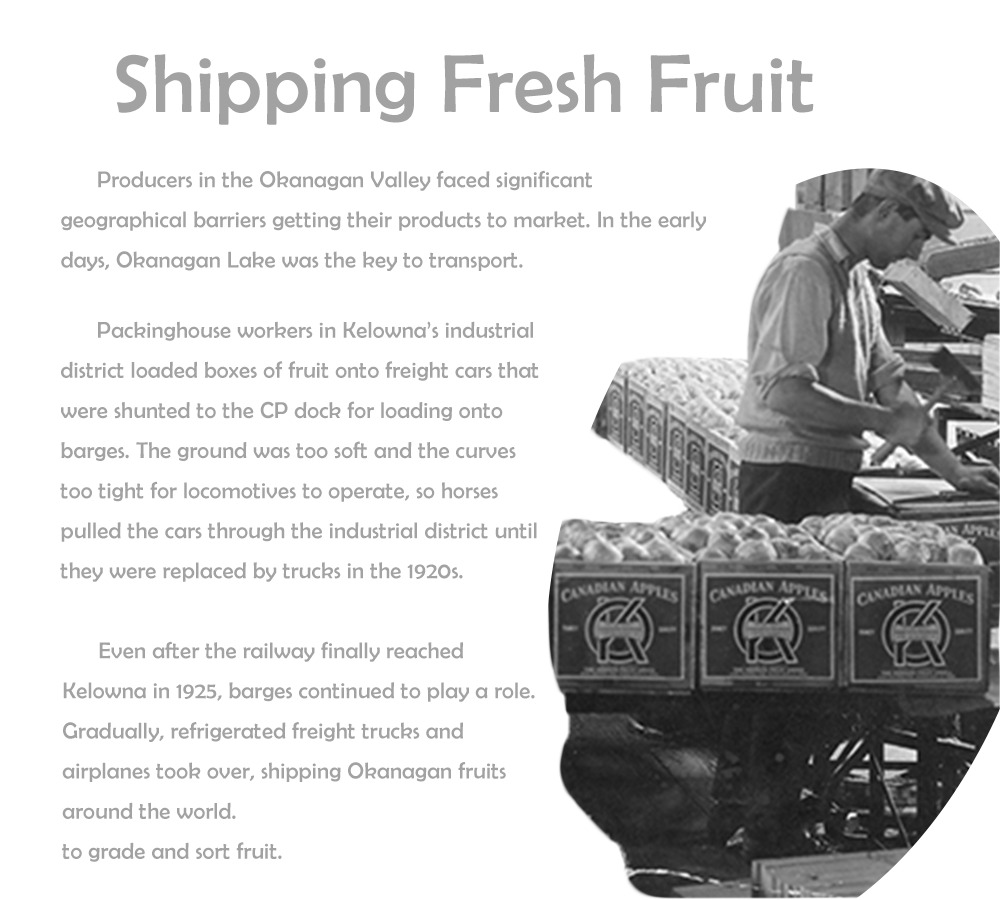 Shipping Fresh Fruit
Producers in the Okanagan Valley faced significant
geographical barriers getting their products to market. In the early
days, Okanagan Lake was the key to transport.
Packinghouse workers in Kelowna's industrial
district loaded boxes of fruit onto freight cars that
were shunted to the CP dock for loading onto
barges. The ground was too soft and the curves
too tight for locomotives to operate, so horses
pulled the cars through the industrial district until
they were replaced by trucks in the 1920s.
Even after the railway finally reached
Kelowna in 1925, barges continued to play a role.
Gradually, refrigerated freight trucks and
airplanes took over, shipping Okanagan fruits
around the world.
to grade and sort fruit.
CANADIAN APPLES
CANADIAN APPLES
CANADIAN APPLES